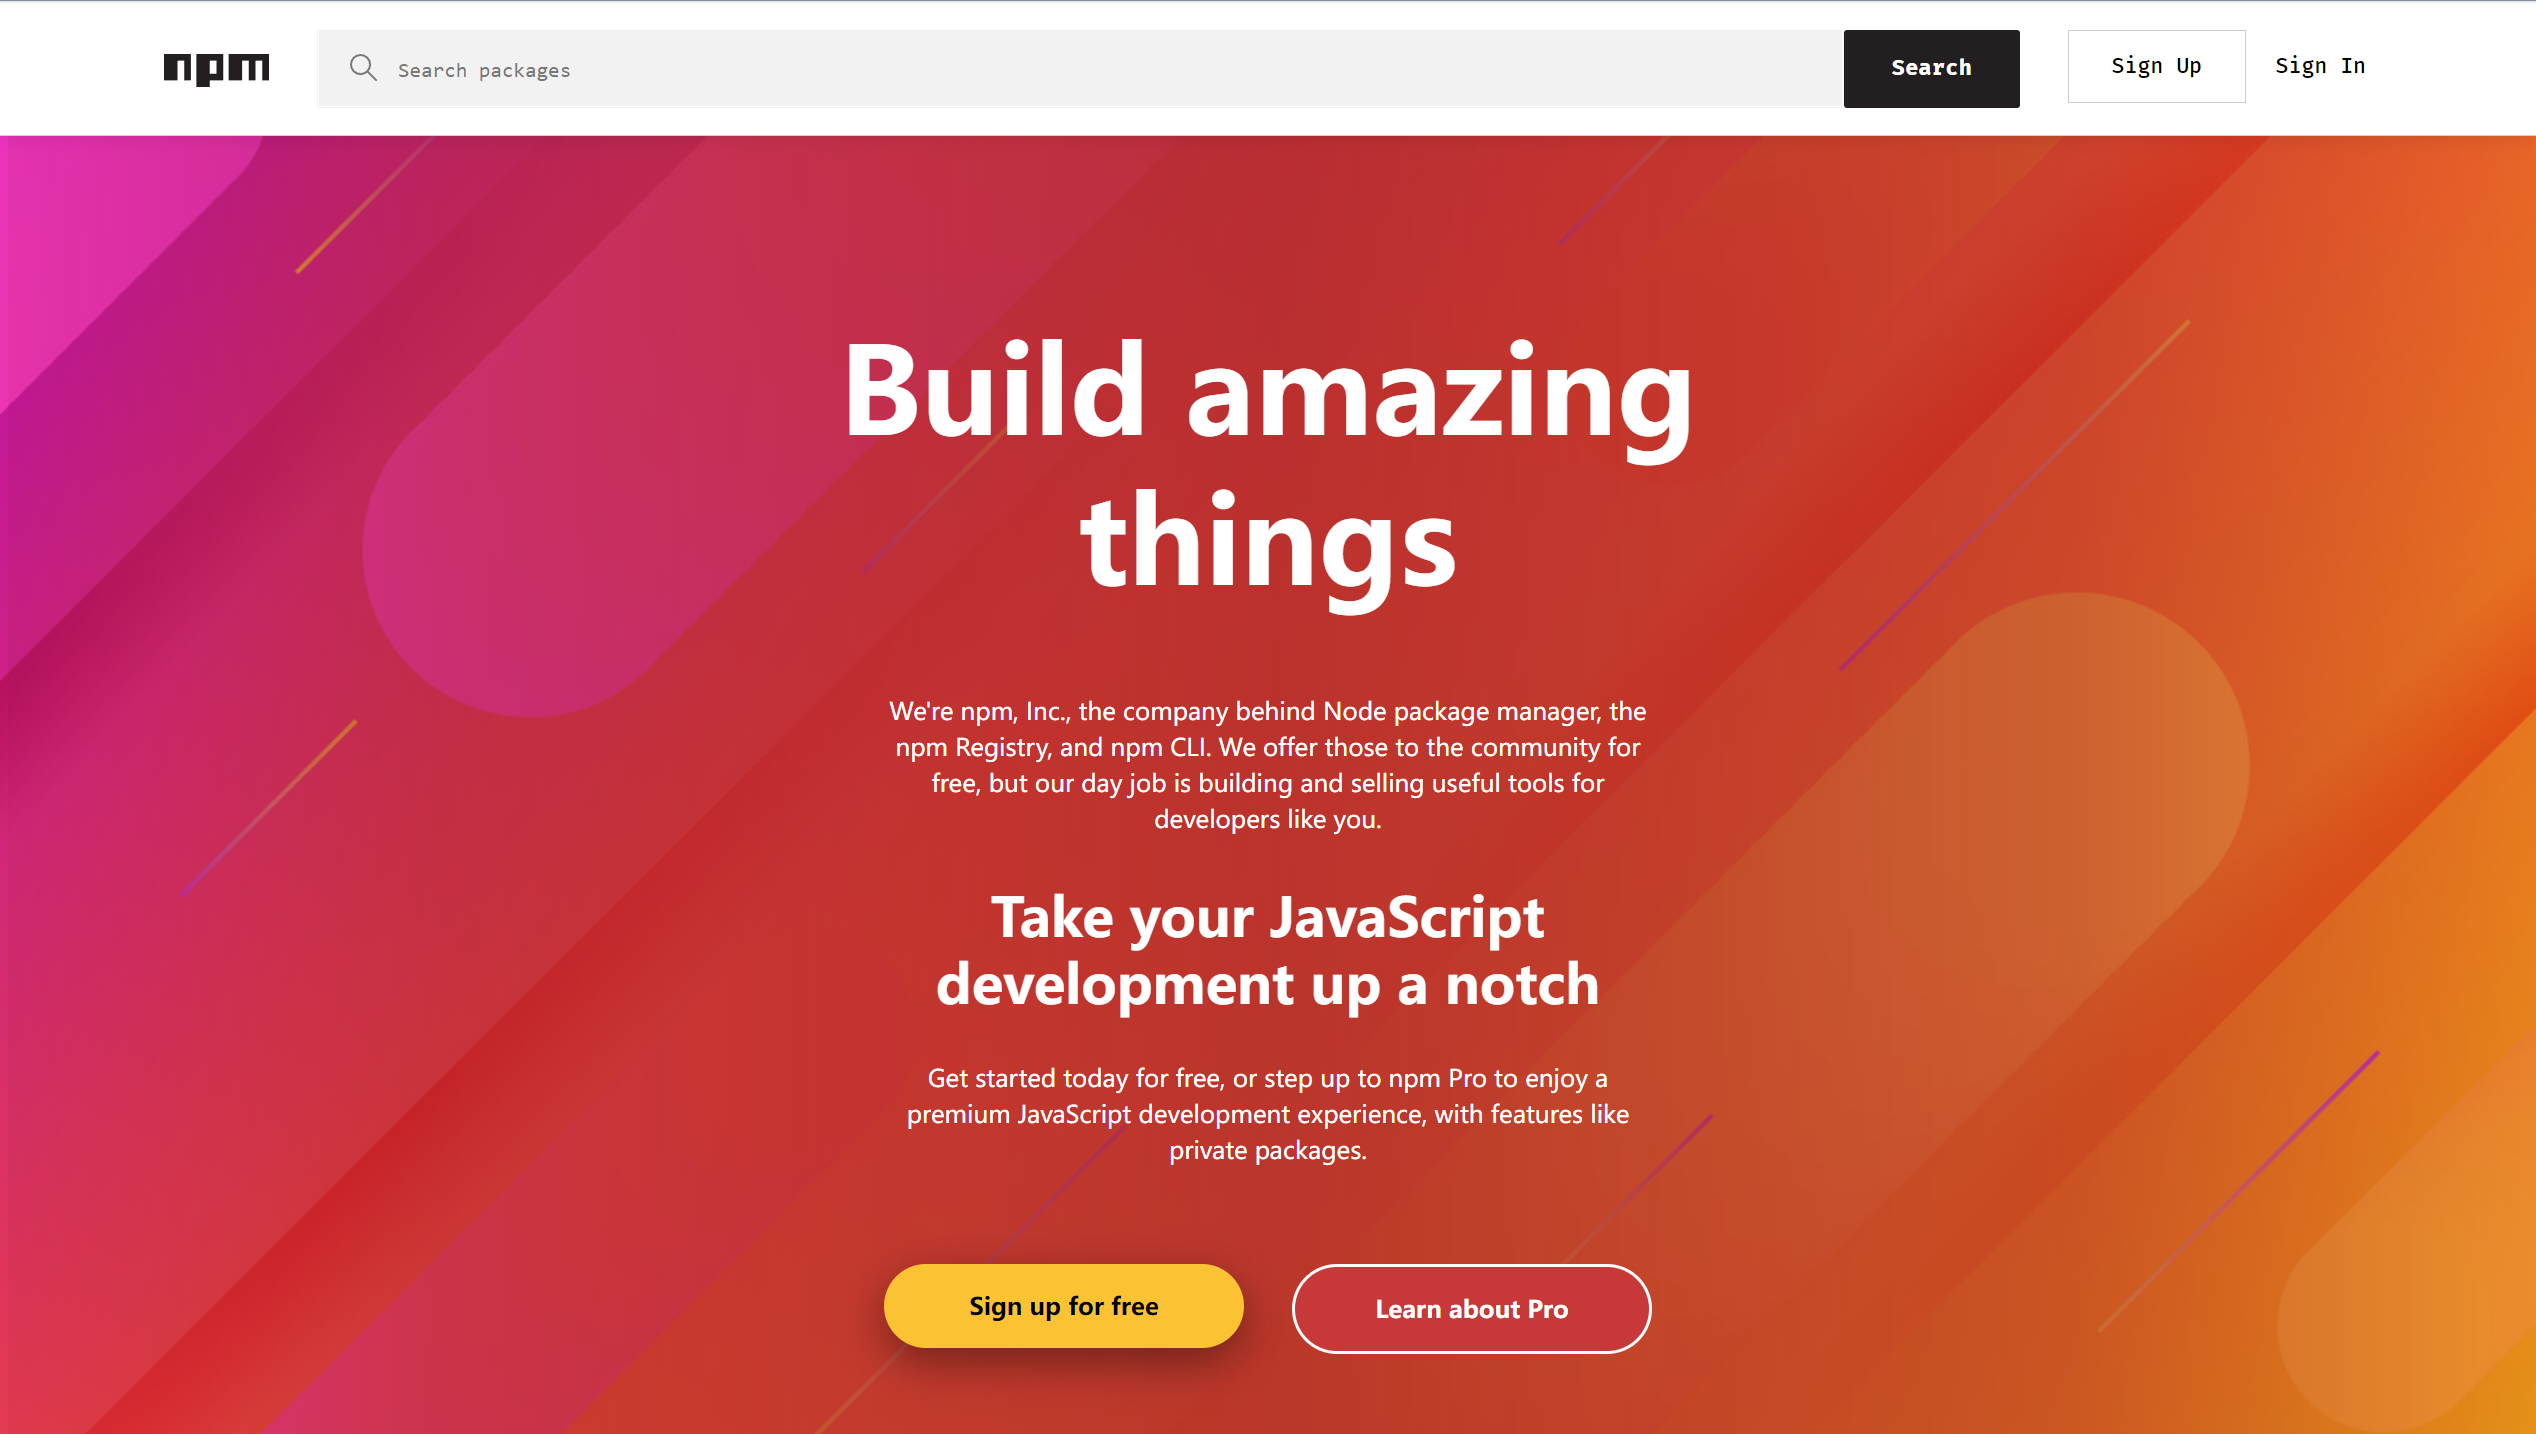 npm
Search packages
Search
Sign Up
Sign In
Build amazing
things
We're npm, Inc., the company behind Node package manager, the
npm Registry, and npm CLI. We offer those to the community for
free, but our day job is building and selling useful tools for
developers like you.
Take your JavaScript
development up a notch
Get started today for free, or step up to npm Pro to enjoy a
premium JavaScript development experience, with features like
private packages.
Sign up for free
Learn about Pro